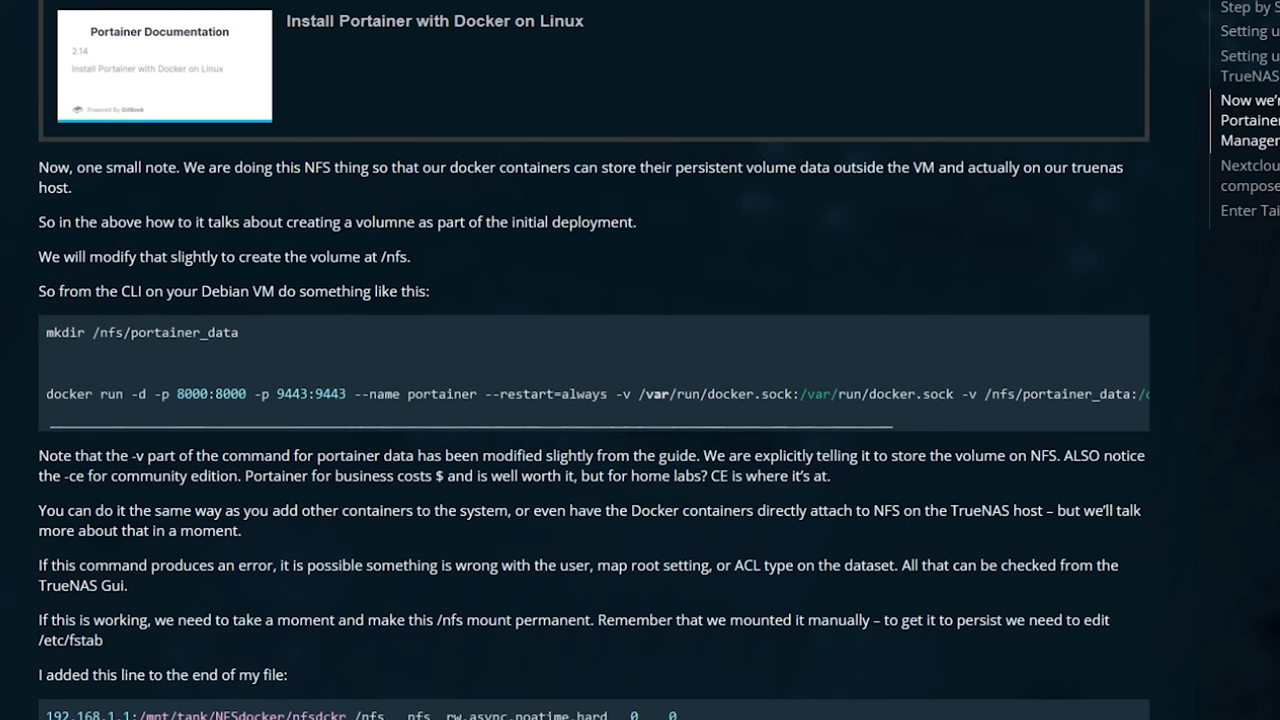 Install Portainer with Docker on Linux
Portainer Documentation
2.14
Install Portainer with Docker on Linux
Powered By GitBook
Step by S
Setting u
Setting u
TrueNAS
Now we'r
Portainer
Manager
Nextclou
compose
Enter Tai
Now, one small note. We are doing this NFS thing so that our docker containers can store their persistent volume data outside the VM and actually on our truenas
host.
So in the above how to it talks about creating a volumne as part of the initial deployment.
We will modify that slightly to create the volume at /nfs.
So from the CLI on your Debian VM do something like this:
mkdir /nfs/portainer_data
docker run -d -p 8000:8000 -p 9443:9443 --name portainer --restart=always -v /var/run/docker.sock:/var/run/docker.sock -v /nfs/portainer_data:/
Note that the -v part of the command for portainer data has been modified slightly from the guide. We are explicitly telling it to store the volume on NFS. ALSO notice
the -ce for community edition. Portainer for business costs $ and is well worth it, but for home labs? CE is where it's at.
You can do it the same way as you add other containers to the system, or even have the Docker containers directly attach to NFS on the TrueNAS host – but we'll talk
more about that in a moment.
If this command produces an error, it is possible something is wrong with the user, map root setting, or ACL type on the dataset. All that can be checked from the
TrueNAS Gui.
If this is working, we need to take a moment and make this /nfs mount permanent. Remember that we mounted it manually – to get it to persist we need to edit
/etc/fstab
I added this line to the end of my file:
192.168.1.1:/mnt/tank/NFSdocker/nfsdckr /nfs nfs rw,async,noatime,hard 0 0